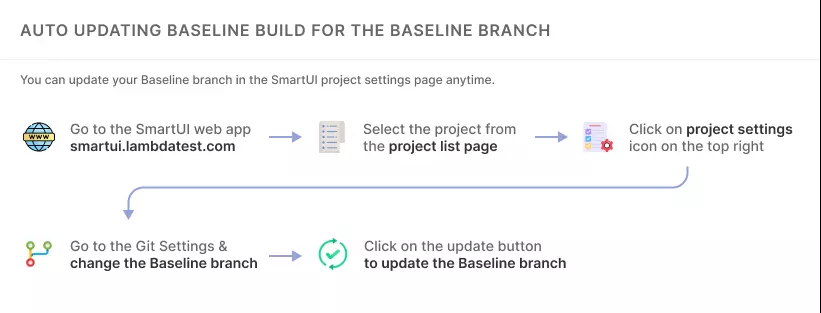 AUTO UPDATING BASELINE BUILD FOR THE BASELINE BRANCH
You can update your Baseline branch in the SmartUI project settings page anytime.
WWW
Go to the SmartUI web app
smartui.lambdatest.com
Select the project from
the project list page
Click on project settings
icon on the top right
Go to the Git Settings &
change the Baseline branch
Click on the update button
to update the Baseline branch